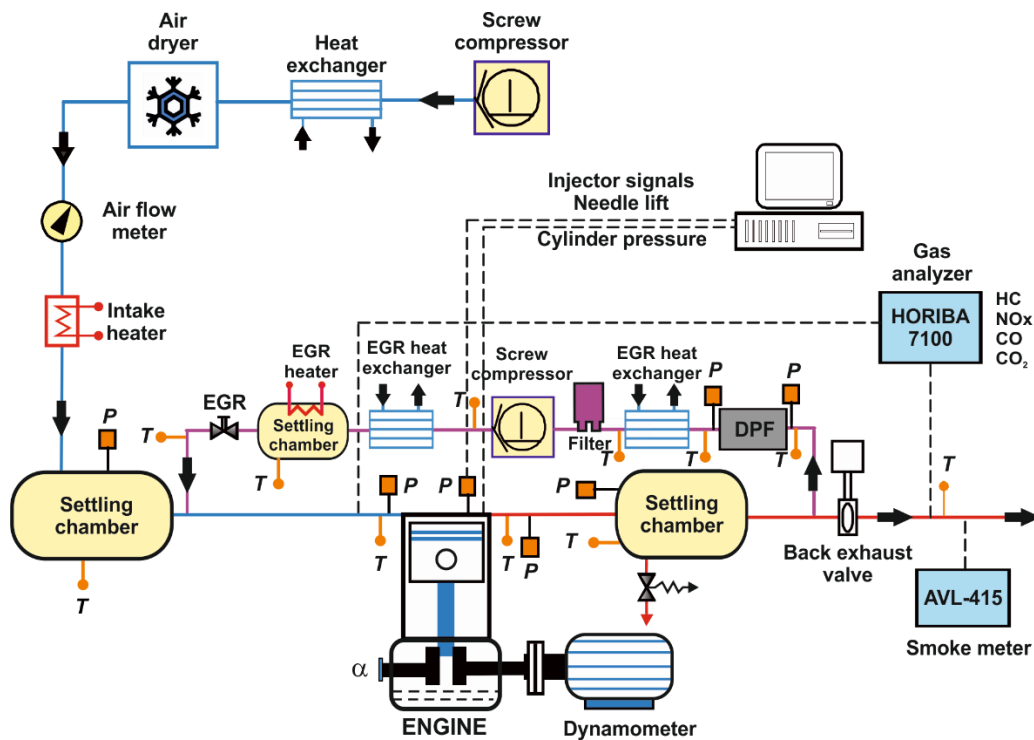 Air
dryer
Heat
exchanger
Screw
compressor
Air flow
meter
Injector signals
Needle lift
Cylinder pressure
Gas
analyzer
HORIBA
7100
HC
NOx
CO
CO₂
Intake
heater
EGR
heater
EGR heat
exchanger
Screw
compressor
EGR heat
exchanger
P
P
P
EGR
T
T
Settling
chamber
T
Filter
T
T
DPF
T
T
Settling
chamber
T
P
T
P
T
P
P
T
Settling
chamber
Back exhaust
valve
AVL-415
Smoke meter
α
ENGINE
Dynamometer